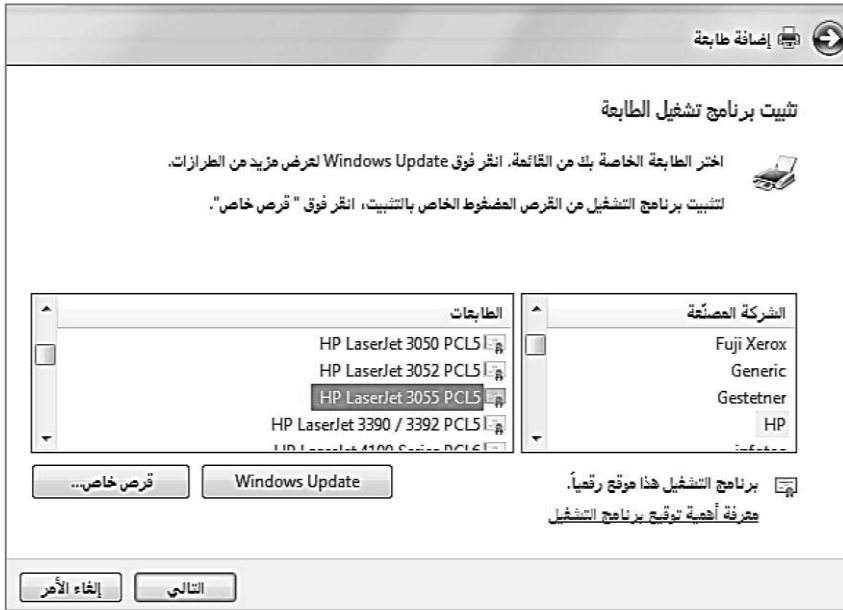 إضافة طابعة
تثبيت برنامج تشغيل الطابعة
اختر الطابعة الخاصة بك من القائمة. انقر فوق Windows Update لعرض مزيد من الطرازات.
لتثبيت برنامج التشغيل من القرص المضغوط الخاص بالتثبيت، انقر فوق " قرص خاص".
الشركة المصنّعة
Fuji Xerox
Generic
Gestetner
HP
الطابعات
HP LaserJet 3050 PCL5
HP LaserJet 3052 PCL5
HP LaserJet 3055 PCL5
HP LaserJet 3390 / 3392 PCL5
برنامج التشغيل هذا موقع رقمياً.
معرفة أهمية توقيع برنامج التشغيل
Windows Update
قرص خاص...
التالي
إلغاء الأمر